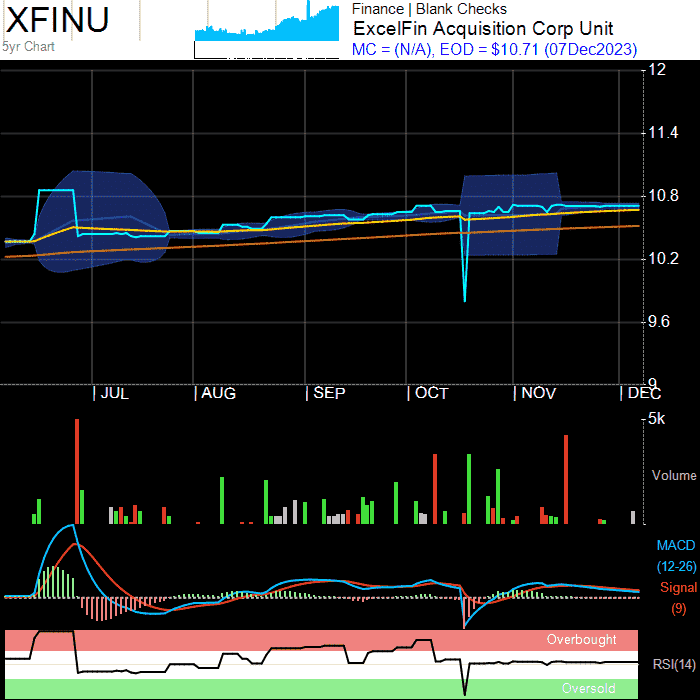 XFINU
5yr Chart
Finance | Blank Checks
ExcelFin Acquisition Corp Unit
MC = (N/A), EOD = $10.71 (07Dec2023)
12
11.4
10.8
10.2
9.6
9
JUL AUG SEP OCT NOV DEC
5k
Volume
MACD
(12-26)
Signal
(9)
Overbought
RSI(14)
Oversold